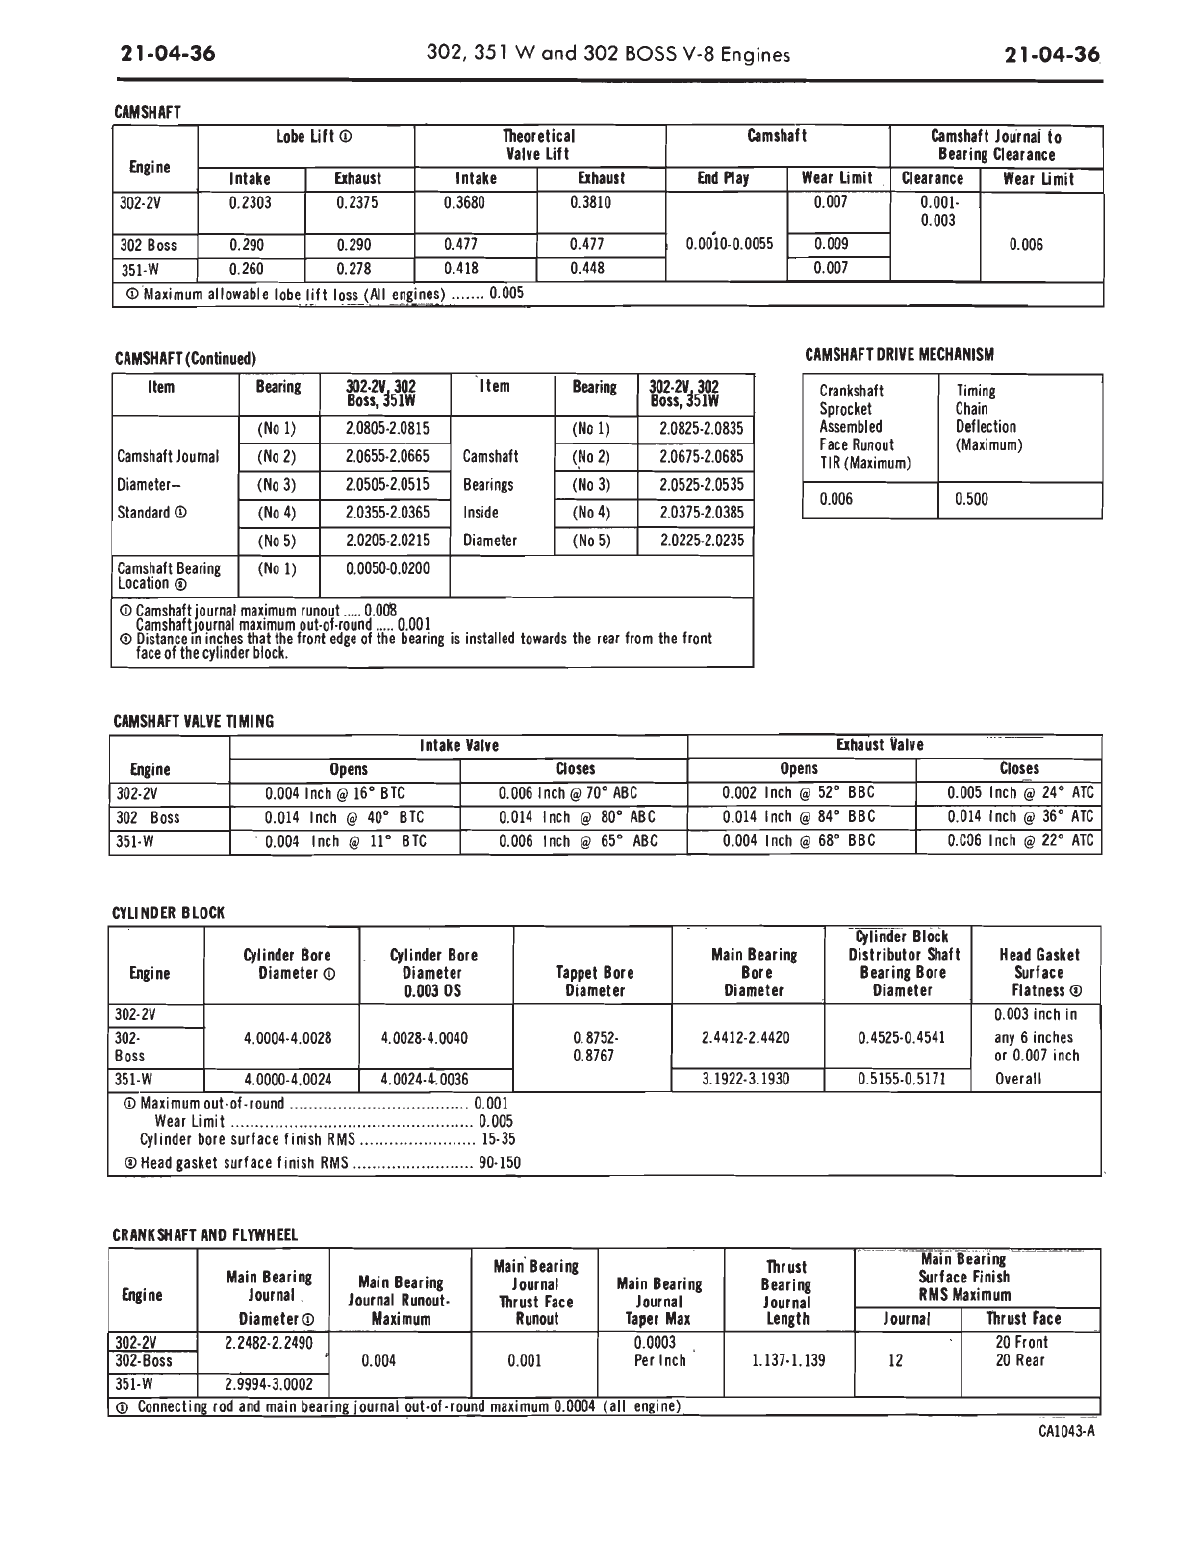 21-04-36 302, 351 W and 302 BOSS V-8 Engines 21-04-36
CAMSHAFT
Engine Lobe Lift ① Theoretical Valve Lift Camshaft Camshaft Journal to Bearing Clearance
Intake Exhaust Intake Exhaust End Play Wear Limit Clearance Wear Limit
302-2V 0.2303 0.2375 0.3680 0.3810 0.007 0.001-
0.003
302 Boss 0.290 0.290 0.477 0.477 0.0010-0.0055 0.009 0.006
351-W 0.260 0.278 0.418 0.448 0.007
① Maximum allowable lobe lift loss (All engines) ....... 0.005
CAMSHAFT (Continued)
Item Bearing 302-2V, 302 Boss, 351W Item Bearing 302-2V, 302 Boss, 351W
(No 1) 2.0805-2.0815 (No 1) 2.0825-2.0835
Camshaft Journal (No 2) 2.0655-2.0665 Camshaft (No 2) 2.0675-2.0685
Diameter– (No 3) 2.0505-2.0515 Bearings (No 3) 2.0525-2.0535
Standard ① (No 4) 2.0355-2.0365 Inside (No 4) 2.0375-2.0385
(No 5) 2.0205-2.0215 Diameter (No 5) 2.0225-2.0235
Camshaft Bearing (No 1) 0.0050-0.0200
Location ②
① Camshaft journal maximum runout ..... 0.008
Camshaft journal maximum out-of-round ..... 0.001
② Distance in inches that the front edge of the bearing is installed towards the rear from the front
face of the cylinder block.
CAMSHAFT DRIVE MECHANISM
Crankshaft Timing
Sprocket Chain
Assembled Deflection
Face Runout (Maximum)
TIR (Maximum)
0.006 0.500
CAMSHAFT VALVE TIMING
Engine Intake Valve Exhaust Valve
Opens Closes Opens Closes
302-2V 0.004 Inch @ 16° BTC 0.006 Inch @ 70° ABC 0.002 Inch @ 52° BBC 0.005 Inch @ 24° ATC
302 Boss 0.014 Inch @ 40° BTC 0.014 Inch @ 80° ABC 0.014 Inch @ 84° BBC 0.014 Inch @ 36° ATC
351-W 0.004 Inch @ 11° BTC 0.006 Inch @ 65° ABC 0.004 Inch @ 68° BBC 0.006 Inch @ 22° ATC
CYLINDER BLOCK
Engine Cylinder Bore Diameter ① Cylinder Bore Diameter 0.003 OS Tappet Bore Diameter Main Bearing Bore Diameter Cylinder Block Distributor Shaft Bearing Bore Diameter Head Gasket Surface Flatness ②
302-2V 0.003 inch in
302- 4.0004-4.0028 4.0028-4.0040 0.8752- 2.4412-2.4420 0.4525-0.4541 any 6 inches
Boss 0.8767 or 0.007 inch
351-W 4.0000-4.0024 4.0024-4.0036 3.1922-3.1930 0.5155-0.5171 Overall
① Maximum out-of-round ..................................... 0.001
Wear Limit .................................................. 0.005
Cylinder bore surface finish RMS ........................ 15-35
② Head gasket surface finish RMS ......................... 90-150
CRANKSHAFT AND FLYWHEEL
Engine Main Bearing Journal Diameter ① Main Bearing Journal Runout- Maximum Main Bearing Journal Thrust Face Runout Main Bearing Journal Taper Max Thrust Bearing Journal Length Main Bearing Surface Finish RMS Maximum
Journal Thrust Face
302-2V 2.2482-2.2490 0.0003 20 Front
302-Boss 0.004 0.001 Per Inch 1.137-1.139 12 20 Rear
351-W 2.9994-3.0002
① Connecting rod and main bearing journal out-of-round maximum 0.0004 (all engine)
CA1043-A